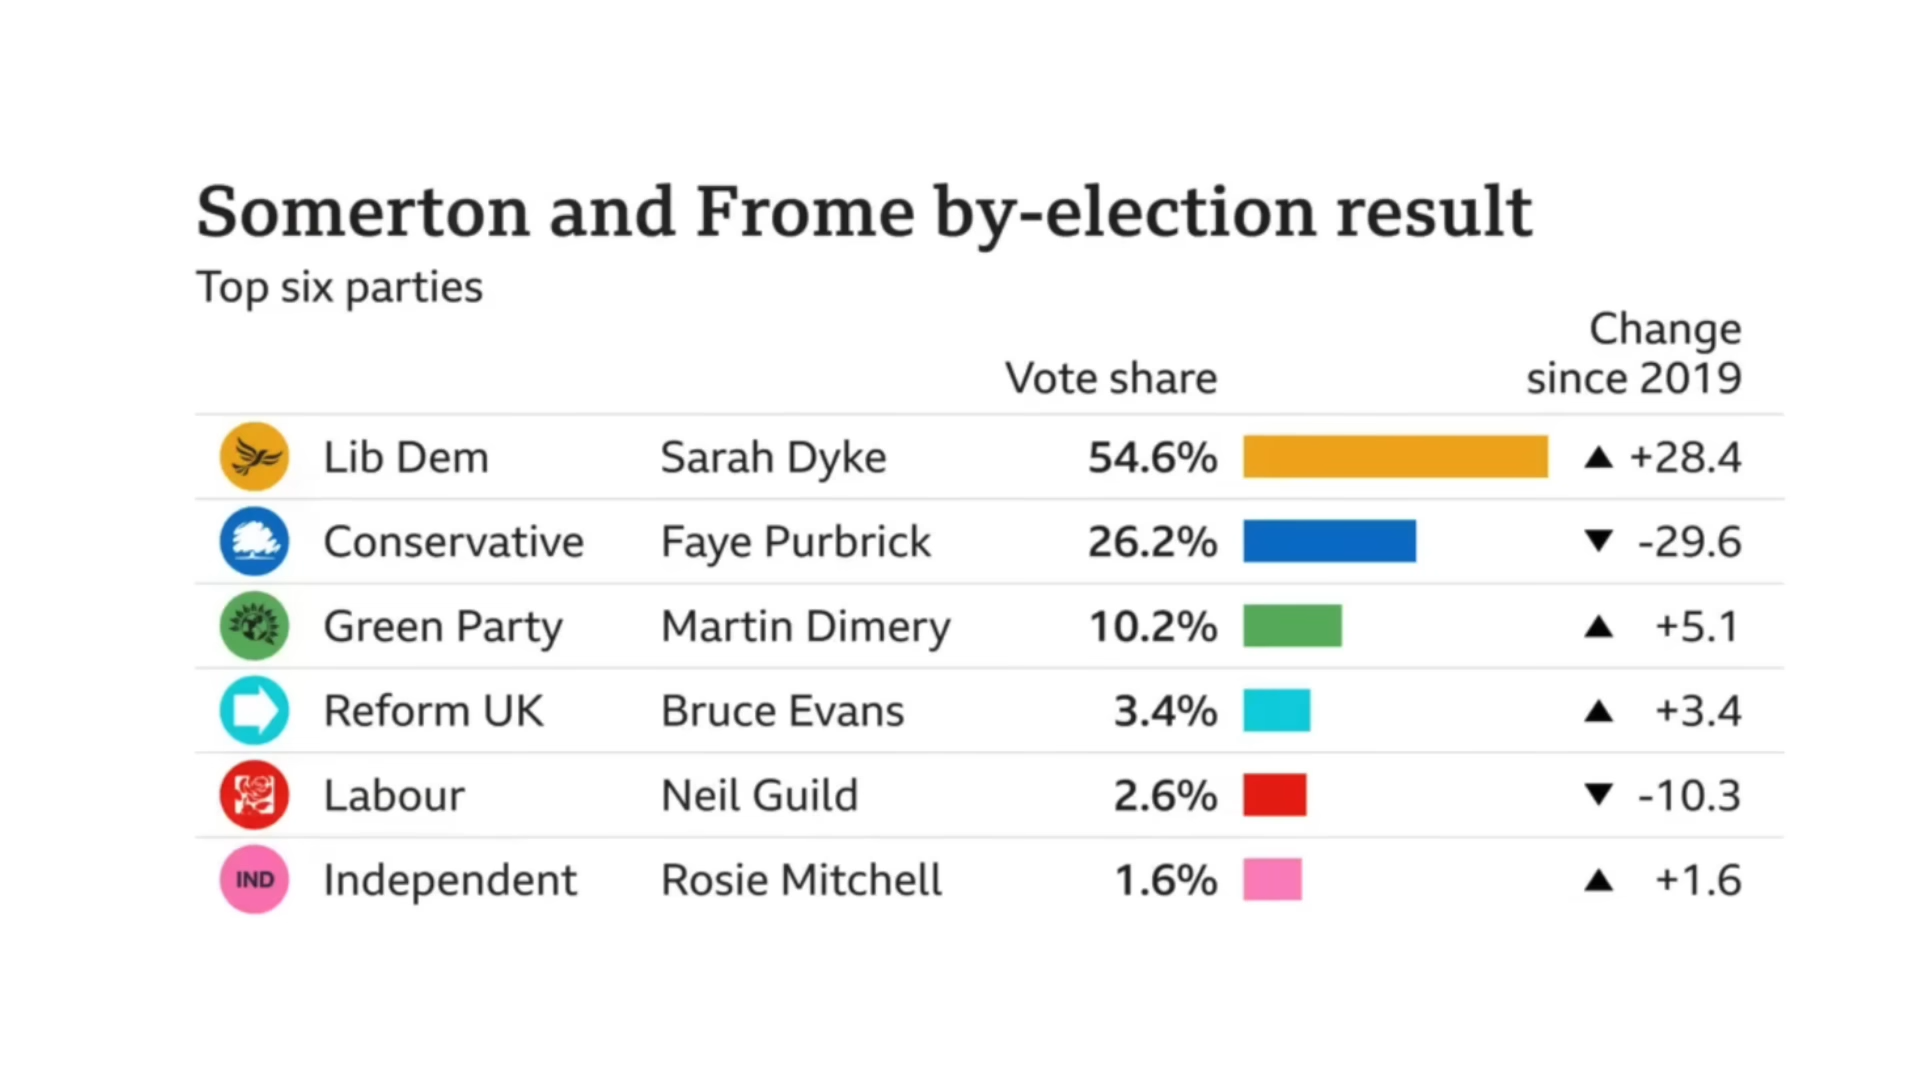 Somerton and Frome by-election result
Top six parties
Vote share Change since 2019
Lib Dem Sarah Dyke 54.6% ▲ +28.4
Conservative Faye Purbrick 26.2% ▼ -29.6
Green Party Martin Dimery 10.2% ▲ +5.1
Reform UK Bruce Evans 3.4% ▲ +3.4
Labour Neil Guild 2.6% ▼ -10.3
IND Independent Rosie Mitchell 1.6% ▲ +1.6